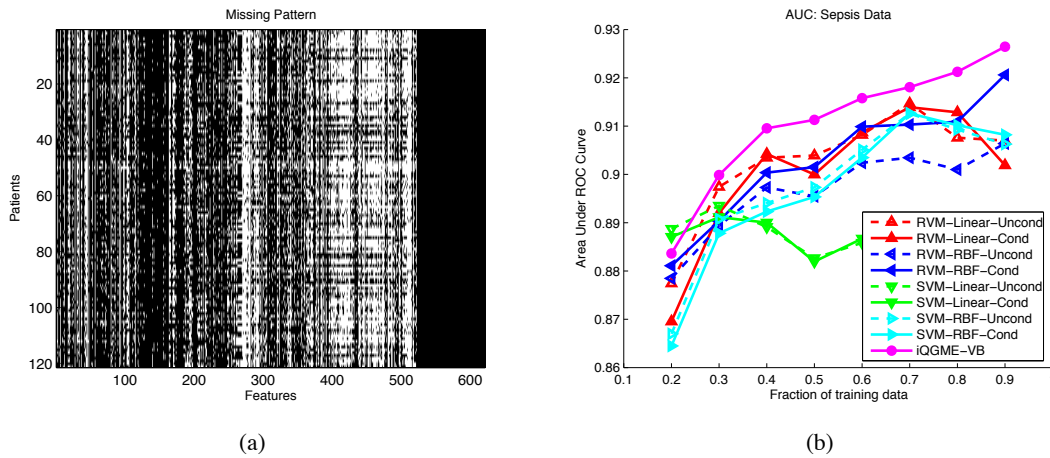 Missing Pattern
20
40
60
80
100
120
Patients
100 200 300 400 500 600
Features
(a)
AUC: Sepsis Data
0.93
0.92
0.91
0.9
0.89
0.88
0.87
0.86
Area Under ROC Curve
0.1 0.2 0.3 0.4 0.5 0.6 0.7 0.8 0.9
Fraction of training data
RVM−Linear−Uncond
RVM−Linear−Cond
RVM−RBF−Uncond
RVM−RBF−Cond
SVM−Linear−Uncond
SVM−Linear−Cond
SVM−RBF−Uncond
SVM−RBF−Cond
iQGME−VB
(b)